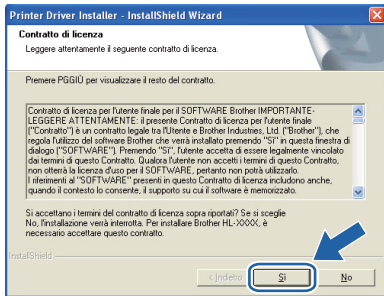 Printer Driver Installer - InstallShield Wizard
Contratto di licenza
Leggere attentamente il seguente contratto di licenza.
Premere PGGIÙ per visualizzare il resto del contratto.
Contratto di licenza per l'utente finale per il SOFTWARE Brother IMPORTANTE-
LEGGERE ATTENTAMENTE: il presente Contratto di licenza per l'utente finale
("Contratto") è un contratto legale tra l'Utente e Brother Industries, Ltd. ("Brother"), che
regola l'utilizzo del software Brother che verrà installato premendo "Sì" in questa finestra di
dialogo ("SOFTWARE"). Premendo "Sì", l'utente accetta di essere legalmente vincolato
dai termini di questo Contratto. Qualora l'utente non accetti i termini di questo Contratto,
non otterrà la licenza d'uso per il SOFTWARE, pertanto non potrà utilizzarlo.
I riferimenti al "SOFTWARE" presenti in questo Contratto di licenza includono anche,
quando il contesto lo consente, il supporto su cui il software è memorizzato.
Si accettano i termini del contratto di licenza sopra riportati? Se si sceglie
No, l'installazione verrà interrotta. Per installare Brother HL-XXXX, è
necessario accettare questo contratto.
InstallShield
< Indietro
Sì
No